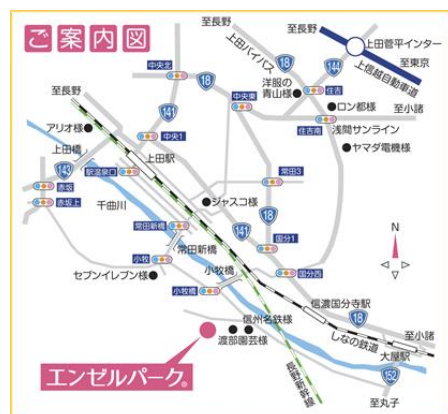 ご案内図
至長野
上田バイパス
18
144
上田菅平インター
至東京
上信越自動車道
中央北
18
洋服の
青山様
住吉
ロン都様
至小諸
至長野
141
中央東
住吉南
浅間サンライン
アリオ様
上田橋
中央1
ヤマダ電機様
143
赤坂
駅温泉口
上田駅
常田3
141
赤坂上
千曲川
ジャスコ様
18
常田新橋
国分1
N
小牧
常田新橋
小牧橋
国分西
セブンイレブン様
小牧橋
信濃国分寺駅
18
信州名鉄様
至小諸
渡部園芸様
しなの鉄道
大屋駅
エンゼルパーク®
長野新幹線
152
至丸子